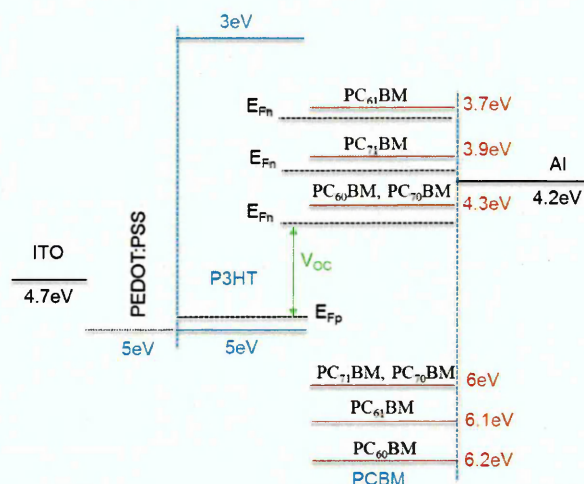 3eV
PC61BM
3.7eV
EFn
PC71BM
3.9eV
EFn
Al
PC60BM, PC70BM
4.3eV
4.2eV
EFn
ITO
PEDOT:PSS
P3HT
VOC
4.7eV
EFp
5eV
5eV
PC71BM, PC70BM
6eV
PC61BM
6.1eV
PC60BM
6.2eV
PCBM